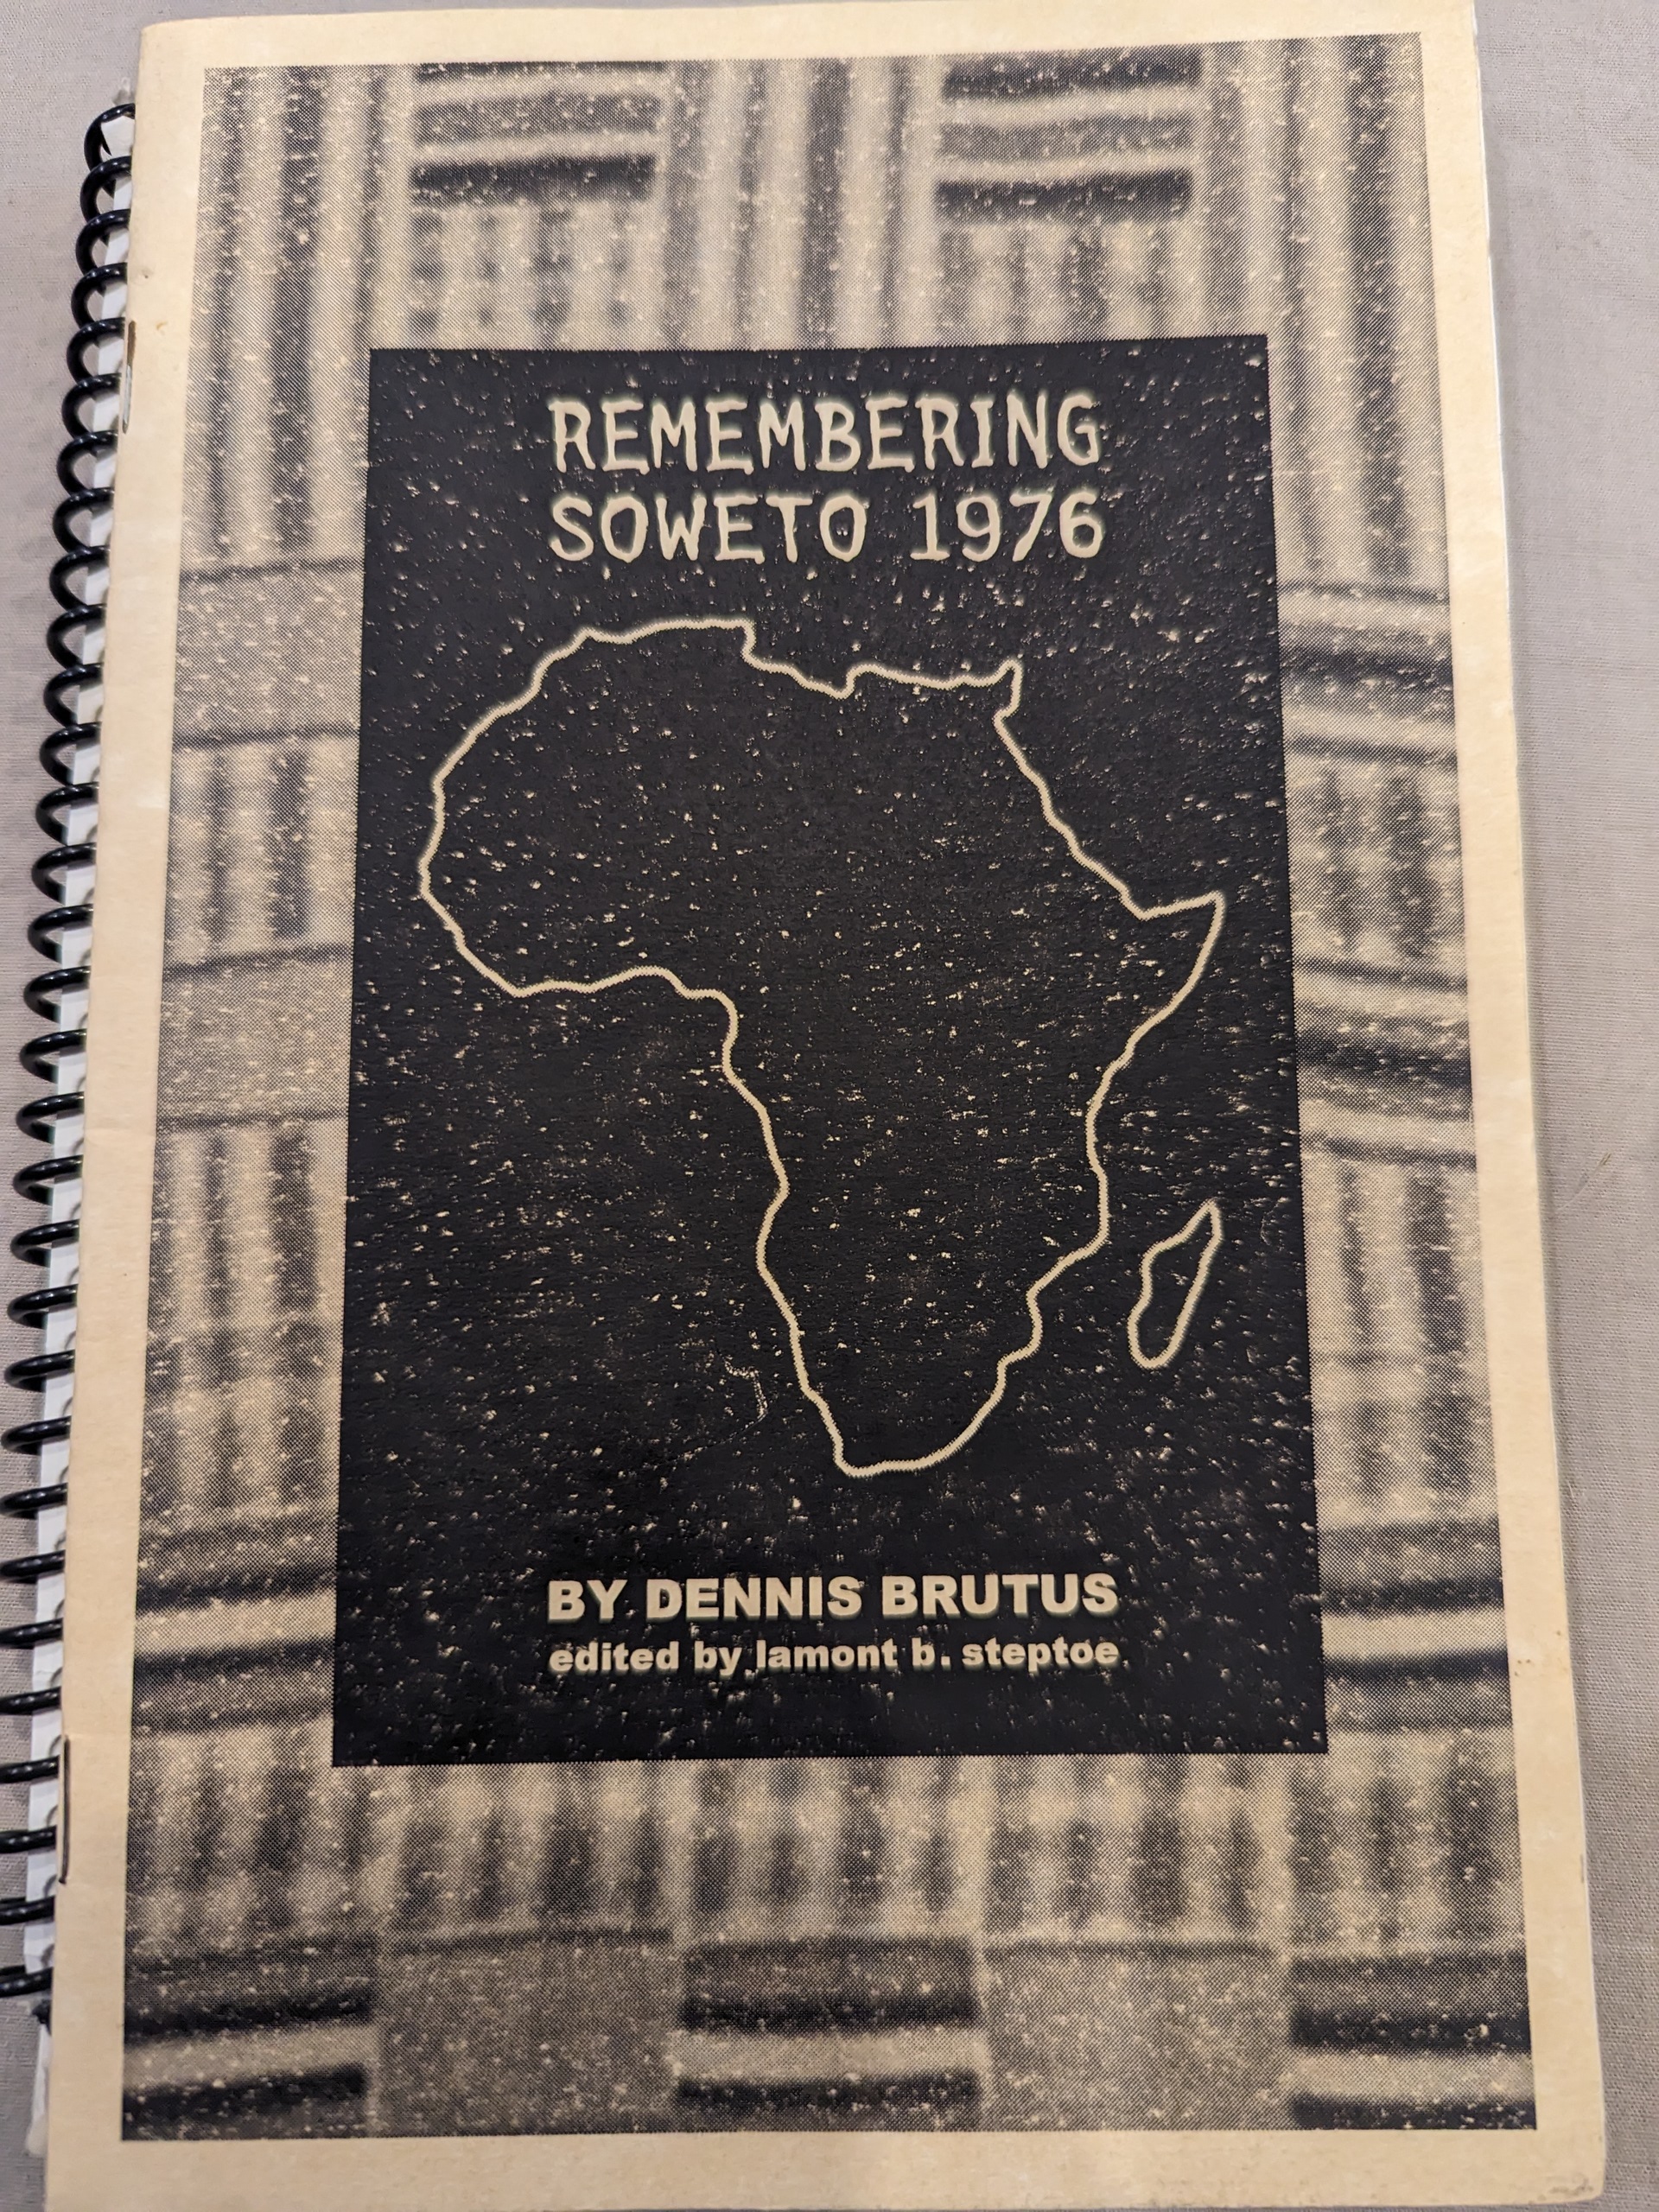 REMEMBERING
SOWETO 1976
BY DENNIS BRUTUS
edited by lamont b. steptoe